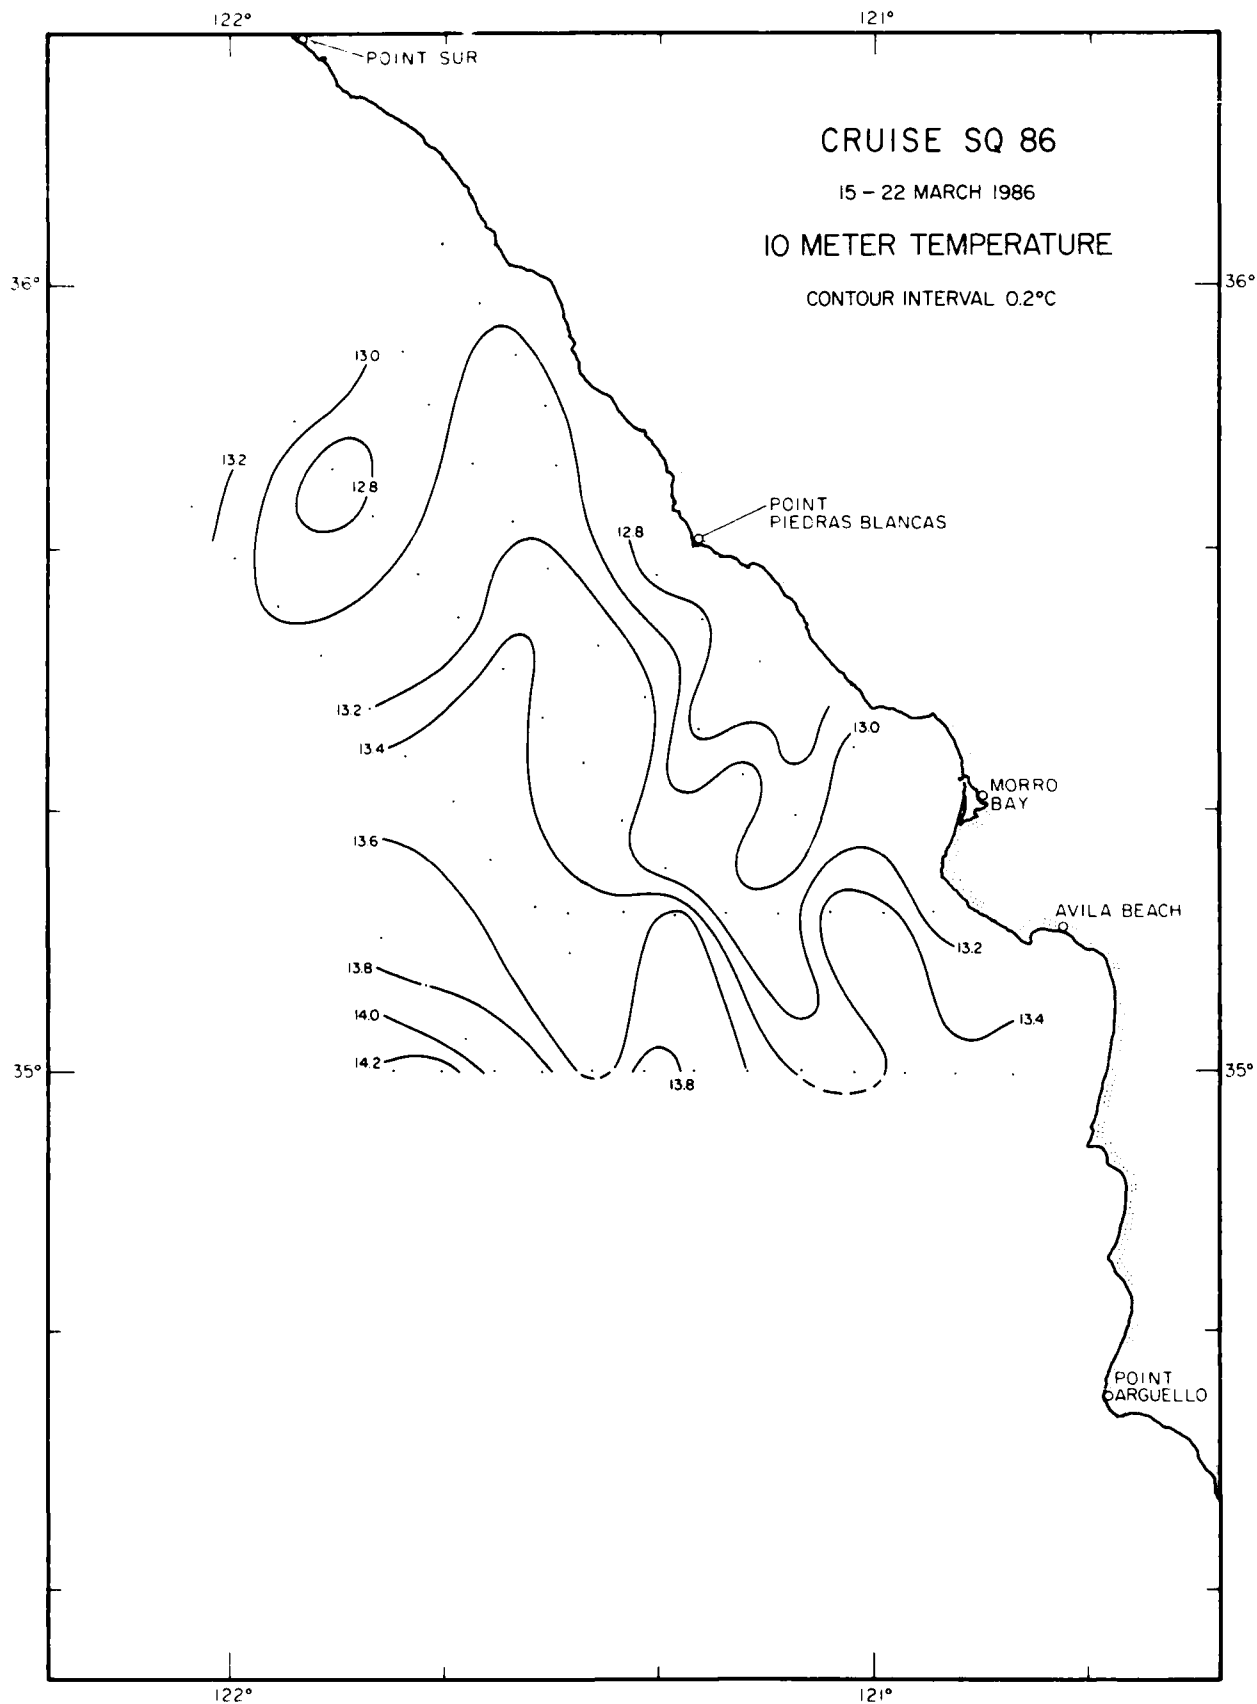 122°
121°
POINT SUR
CRUISE SQ 86
15 – 22 MARCH 1986
10 METER TEMPERATURE
CONTOUR INTERVAL 0.2°C
36°
36°
13.0
13.2
12.8
POINT
PIEDRAS BLANCAS
12.8
13.2
13.4
13.0
MORRO
BAY
13.6
AVILA BEACH
13.2
13.8
14.0
13.4
14.2
13.8
35°
35°
POINT
ARGUELLO
122°
121°